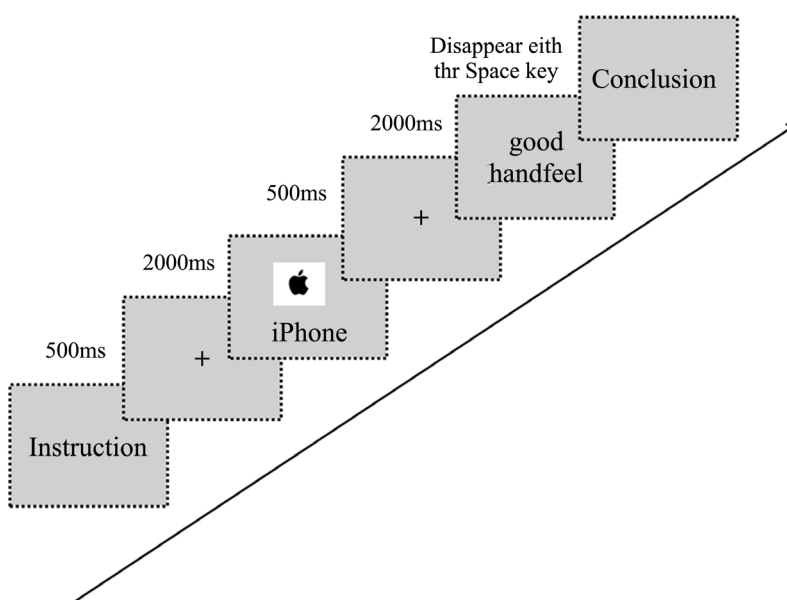 Disappear eith
thr Space key
Conclusion
2000ms
good
handfeel
500ms
+
2000ms
iPhone
500ms
+
Instruction